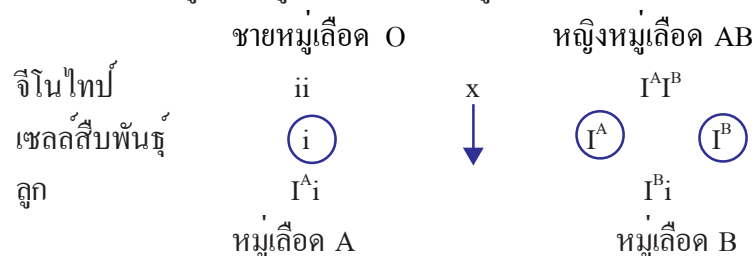 ชายหมู่เลือด O หญิงหมู่เลือด AB
จีโนไทป์ ii x IᴬIᴮ
เซลล์สืบพันธุ์ i Iᴬ Iᴮ
ลูก Iᴬi Iᴮi
หมู่เลือด A หมู่เลือด B